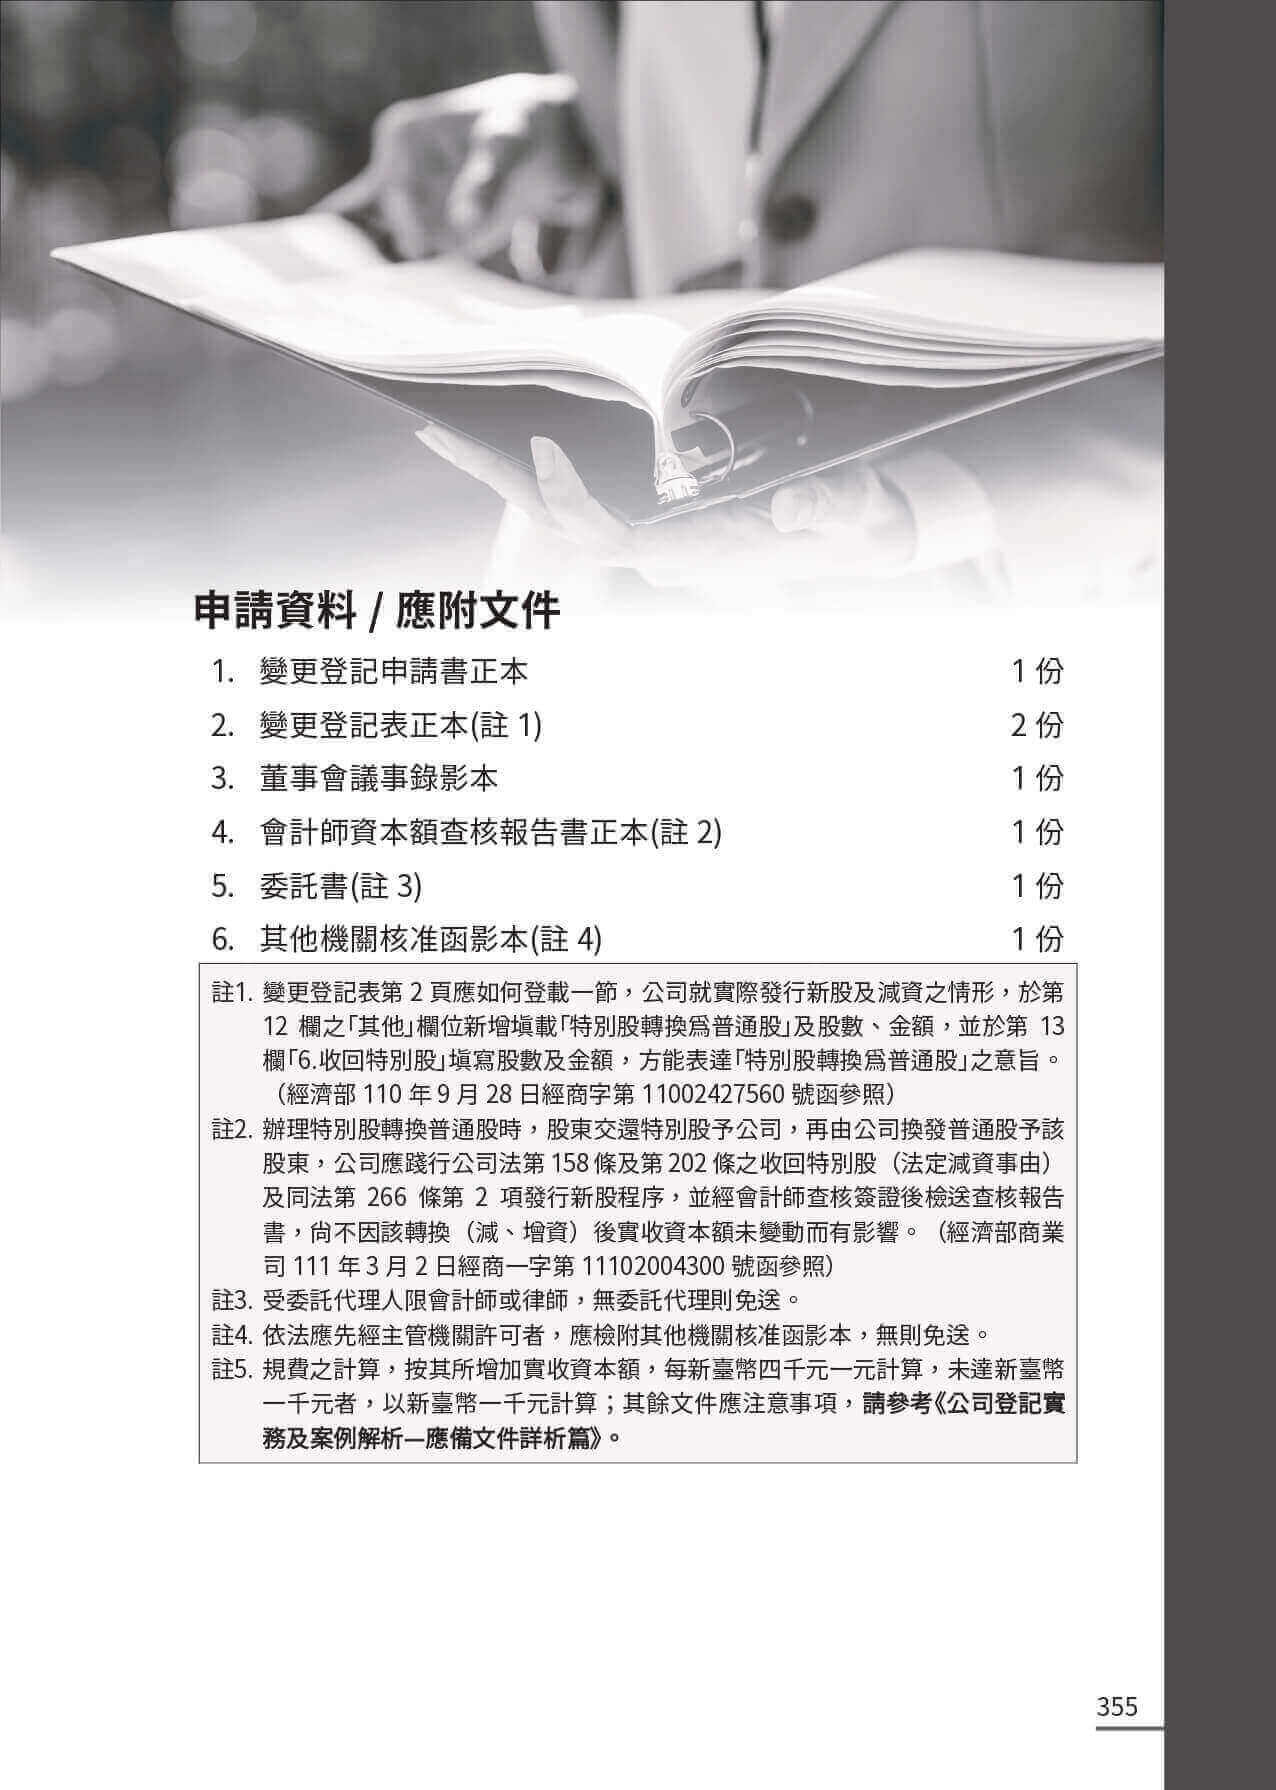 申請資料 / 應附文件
1. 變更登記申請書正本 1 份
2. 變更登記表正本(註 1) 2 份
3. 董事會議事錄影本 1 份
4. 會計師資本額查核報告書正本(註 2) 1 份
5. 委託書(註 3) 1 份
6. 其他機關核准函影本(註 4) 1 份
註1. 變更登記表第 2 頁應如何登載一節，公司就實際發行新股及減資之情形，於第
12 欄之「其他」欄位新增填載「特別股轉換為普通股」及股數、金額，並於第 13
欄「6.收回特別股」填寫股數及金額，方能表達「特別股轉換為普通股」之意旨。
（經濟部 110 年 9 月 28 日經商字第 11002427560 號函參照）
註2. 辦理特別股轉換普通股時，股東交還特別股予公司，再由公司換發普通股予該
股東，公司應踐行公司法第 158 條及第 202 條之收回特別股（法定減資事由）
及同法第 266 條第 2 項發行新股程序，並經會計師查核簽證後檢送查核報告
書，尚不因該轉換（減、增資）後實收資本額未變動而有影響。（經濟部商業
司 111 年 3 月 2 日經商一字第 11102004300 號函參照）
註3. 受委託代理人限會計師或律師，無委託代理則免送。
註4. 依法應先經主管機關許可者，應檢附其他機關核准函影本，無則免送。
註5. 規費之計算，按其所增加實收資本額，每新臺幣四千元一元計算，未達新臺幣
一千元者，以新臺幣一千元計算；其餘文件應注意事項，請參考《公司登記實
務及案例解析—應備文件詳析篇》。
355